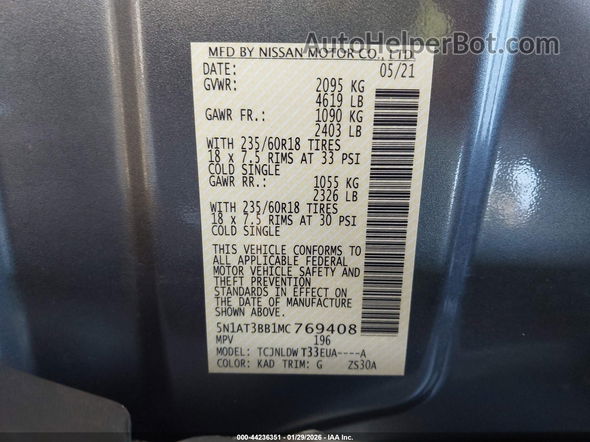 AutoHelperBot.com
MFD BY NISSAN MOTOR CO., LTD.
DATE: 05/21
GVWR: 2095 KG
4619 LB
GAWR FR.: 1090 KG
2403 LB
WITH 235/60R18 TIRES
18 x 7.5 RIMS AT 33 PSI
COLD SINGLE
GAWR RR.: 1055 KG
2326 LB
WITH 235/60R18 TIRES
18 x 7.5 RIMS AT 30 PSI
COLD SINGLE
THIS VEHICLE CONFORMS TO
ALL APPLICABLE FEDERAL
MOTOR VEHICLE SAFETY AND
THEFT PREVENTION
STANDARDS IN EFFECT ON
THE DATE OF MANUFACTURE
SHOWN ABOVE.
5N1AT3BB1MC769408
MPV 196
MODEL: TCJNLDW T33EUA----A
COLOR: KAD TRIM: G ZS30A
000-44236351 | 01/29/2026 | IAA Inc.